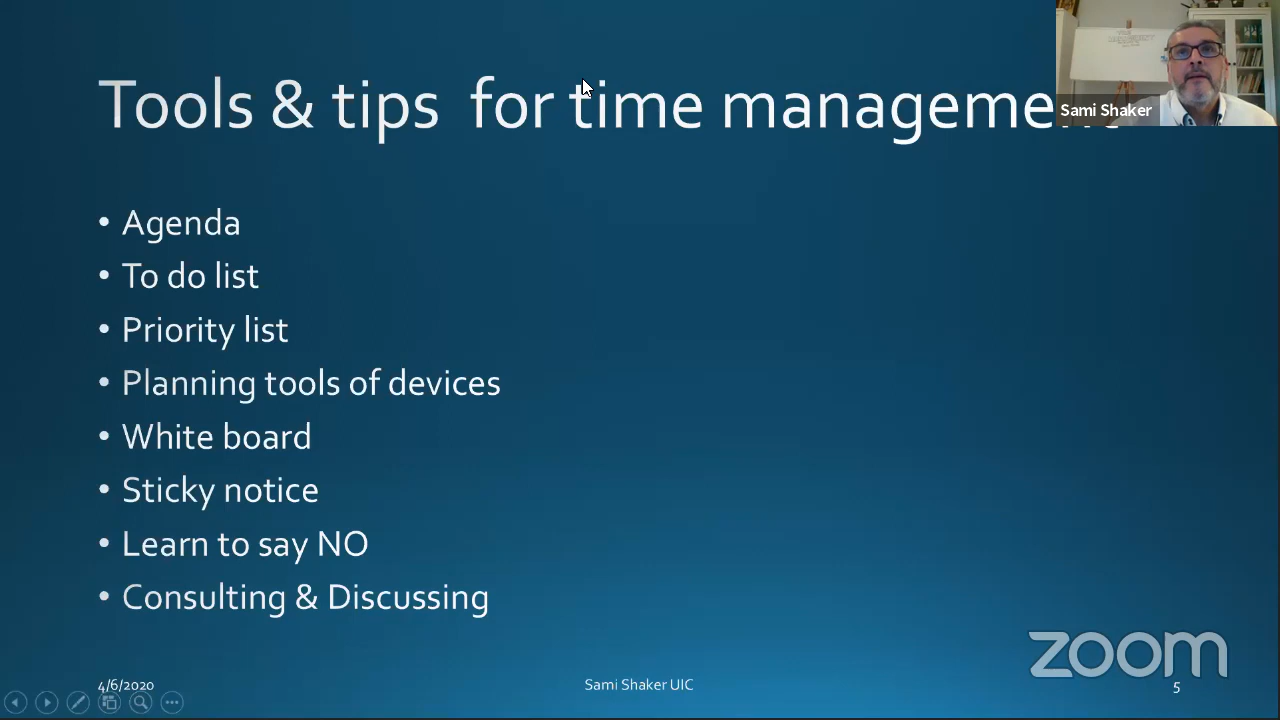 Tools & tips for time management
Sami Shaker
• Agenda
• To do list
• Priority list
• Planning tools of devices
• White board
• Sticky notice
• Learn to say NO
• Consulting & Discussing
zoom
4/6/2020
Sami Shaker UIC
5